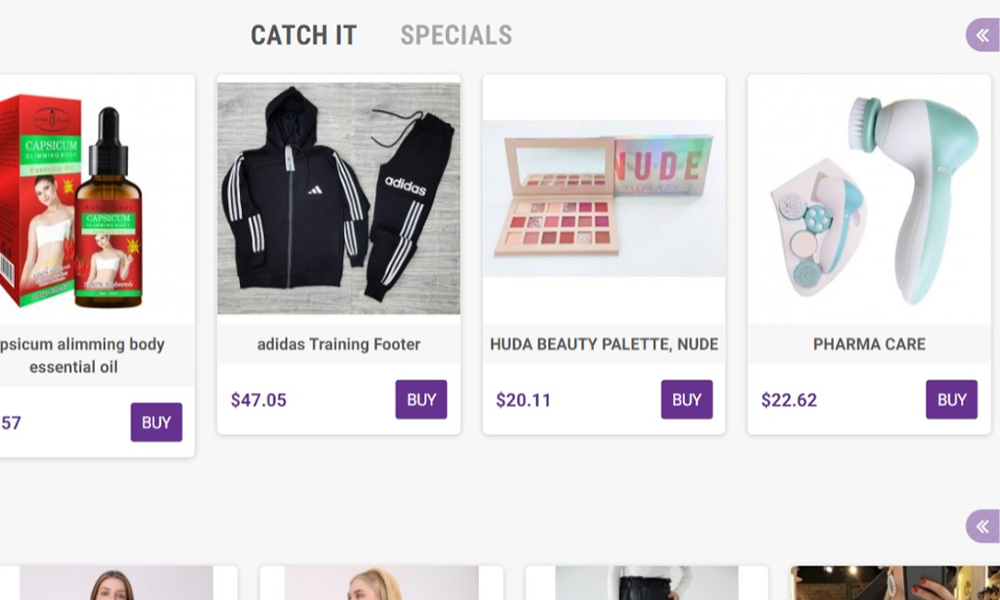 CATCH IT
SPECIALS
CAPSICUM
SLIMMING BODY
Essential Oil
CAPSICUM
SLIMMING BODY
adidas
NUDE
psicum alimming body
essential oil
57
BUY
adidas Training Footer
$47.05
BUY
HUDA BEAUTY PALETTE, NUDE
$20.11
BUY
PHARMA CARE
$22.62
BUY